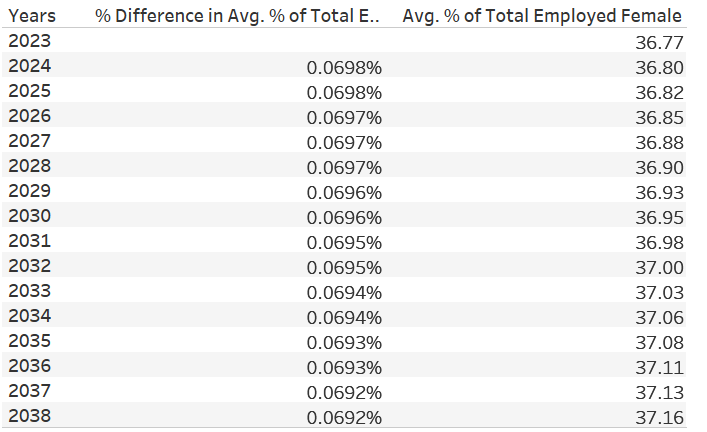 Years % Difference in Avg. % of Total E.. Avg. % of Total Employed Female
2023 36.77
2024 0.0698% 36.80
2025 0.0698% 36.82
2026 0.0697% 36.85
2027 0.0697% 36.88
2028 0.0697% 36.90
2029 0.0696% 36.93
2030 0.0696% 36.95
2031 0.0695% 36.98
2032 0.0695% 37.00
2033 0.0694% 37.03
2034 0.0694% 37.06
2035 0.0693% 37.08
2036 0.0693% 37.11
2037 0.0692% 37.13
2038 0.0692% 37.16